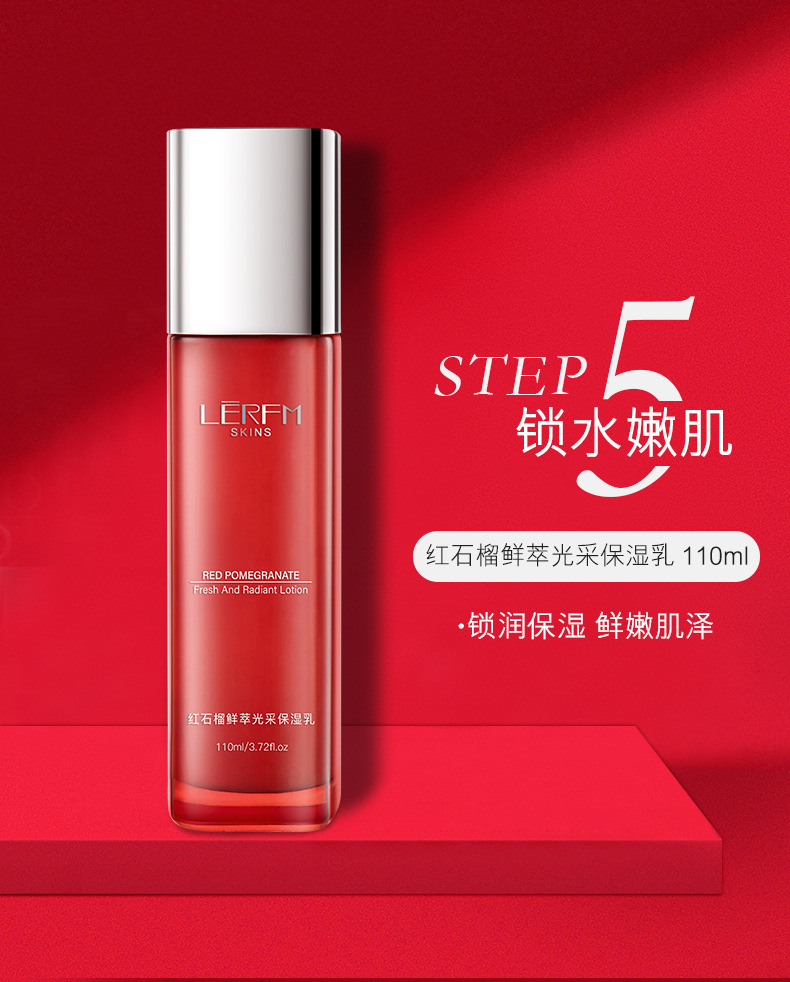 LĒRFM
SKINS
RED POMEGRANATE
Fresh And Radiant Lotion
红石榴鲜萃光采保湿乳
110ml/3.72fl.oz
STEP 5
锁水嫩肌
红石榴鲜萃光采保湿乳 110ml
·锁润保湿 鲜嫩肌泽